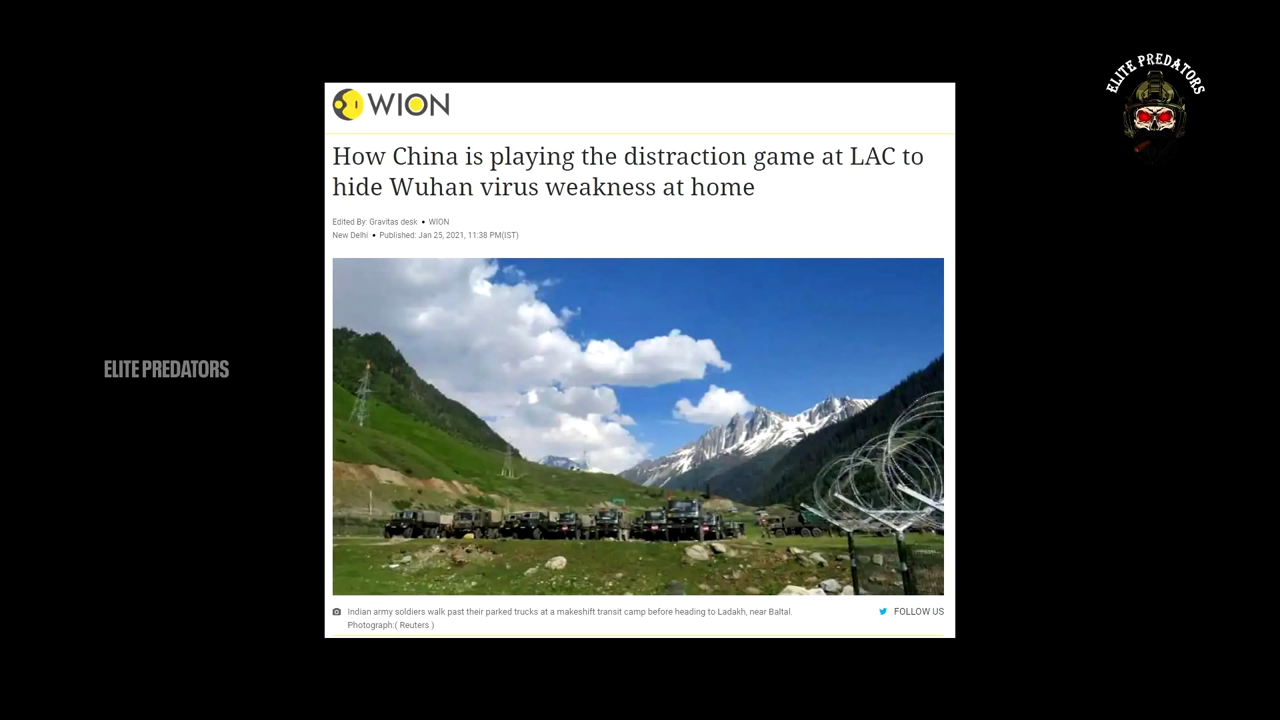 ELITE PREDATORS
WION
How China is playing the distraction game at LAC to
hide Wuhan virus weakness at home
Edited By: Gravitas desk • WION
New Delhi • Published: Jan 25, 2021, 11:38 PM(IST)
ELITE PREDATORS
Indian army soldiers walk past their parked trucks at a makeshift transit camp before heading to Ladakh, near Baltal.
Photograph:( Reuters )
FOLLOW US